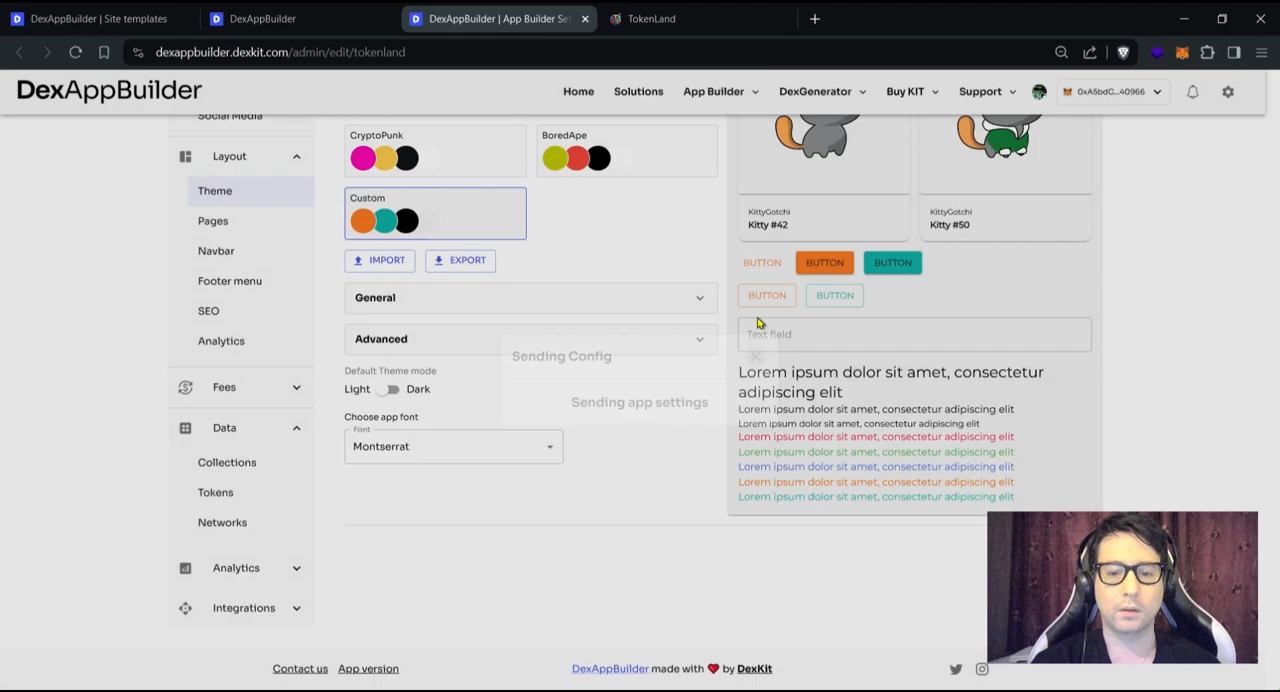 DexAppBuilder | Site templates
DexAppBuilder
DexAppBuilder | App Builder Set
TokenLand
dexappbuilder.dexkit.com/admin/edit/tokenland
DexAppBuilder
Home
Solutions
App Builder
DexGenerator
Buy KIT
Support
0xA5bdC...40966
Social Media
Layout
Theme
Pages
Navbar
Footer menu
SEO
Analytics
Fees
Data
Collections
Tokens
Networks
Analytics
Integrations
CryptoPunk
BoredApe
Custom
IMPORT
EXPORT
General
Advanced
Default Theme mode
Light
Dark
Choose app font
Font
Montserrat
Sending Config
Sending app settings
KittyGotchi
Kitty #42
KittyGotchi
Kitty #50
BUTTON
BUTTON
BUTTON
BUTTON
BUTTON
Text field
Lorem ipsum dolor sit amet, consectetur
adipiscing elit
Lorem ipsum dolor sit amet, consectetur adipiscing elit
Lorem ipsum dolor sit amet, consectetur adipiscing elit
Lorem ipsum dolor sit amet, consectetur adipiscing elit
Lorem ipsum dolor sit amet, consectetur adipiscing elit
Lorem ipsum dolor sit amet, consectetur adipiscing elit
Lorem ipsum dolor sit amet, consectetur adipiscing elit
Lorem ipsum dolor sit amet, consectetur adipiscing elit
Contact us
App version
DexAppBuilder made with ❤ by DexKit